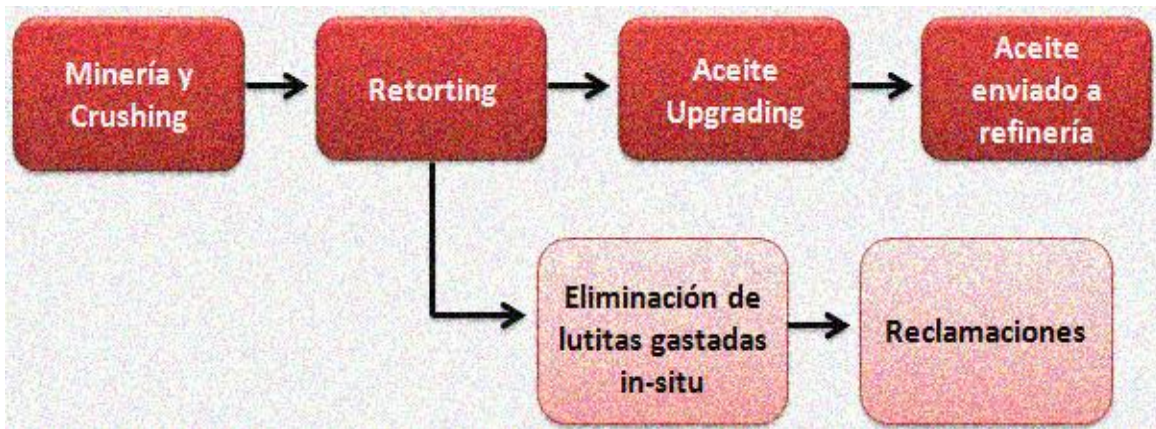 Minería y
Crushing
Retorting
Aceite
Upgrading
Aceite
enviado a
refinería
Eliminación de
lutitas gastadas
in-situ
Reclamaciones